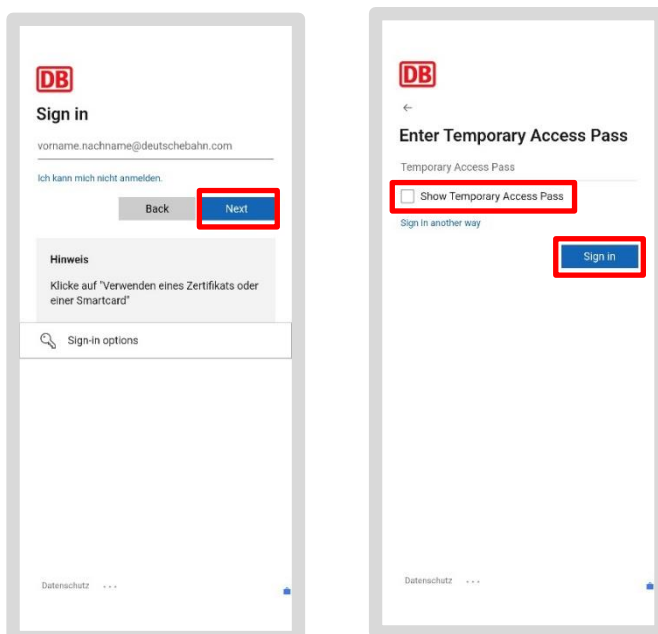 DB
Sign in
vorname.nachname@deutschebahn.com
Ich kann mich nicht anmelden.
Back
Next
Hinweis
Klicke auf "Verwenden eines Zertifikats oder
einer Smartcard"
Sign-in options
Datenschutz ...
DB
Enter Temporary Access Pass
Temporary Access Pass
Show Temporary Access Pass
Sign In another way
Sign in
Datenschutz ...